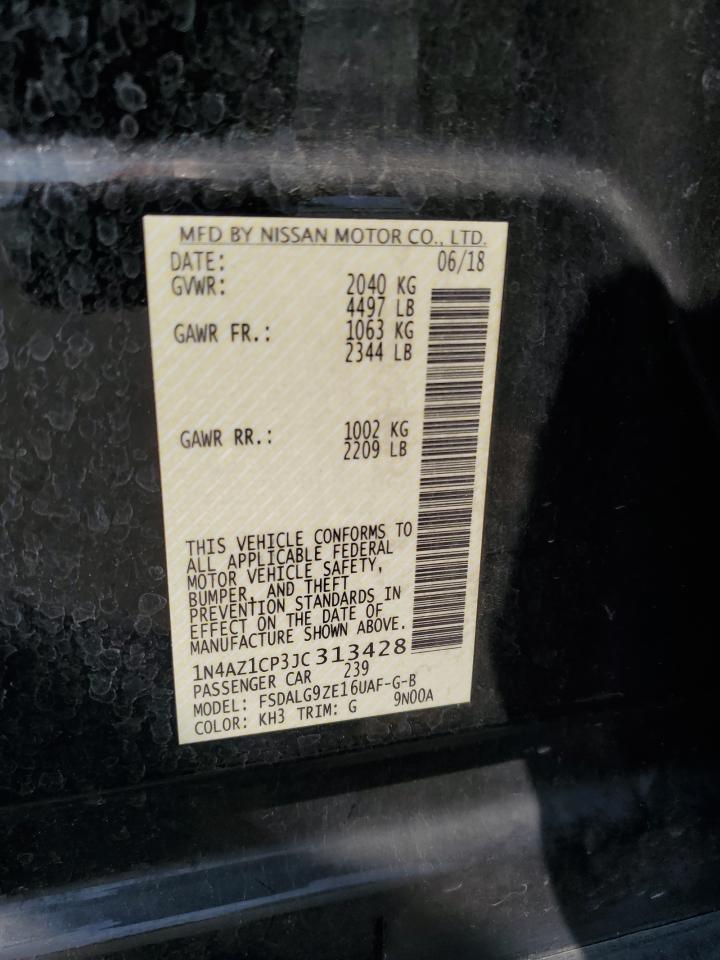 MFD BY NISSAN MOTOR CO., LTD.
DATE: 06/18
GVWR: 2040 KG
4497 LB
GAWR FR.: 1063 KG
2344 LB
GAWR RR.: 1002 KG
2209 LB
THIS VEHICLE CONFORMS TO
ALL APPLICABLE FEDERAL
MOTOR VEHICLE SAFETY,
BUMPER, AND THEFT
PREVENTION STANDARDS IN
EFFECT ON THE DATE OF
MANUFACTURE SHOWN ABOVE.
1N4AZ1CP3JC313428
PASSENGER CAR 239
MODEL: FSDALG9ZE16UAF-G-B
COLOR: KH3 TRIM: G 9N00A